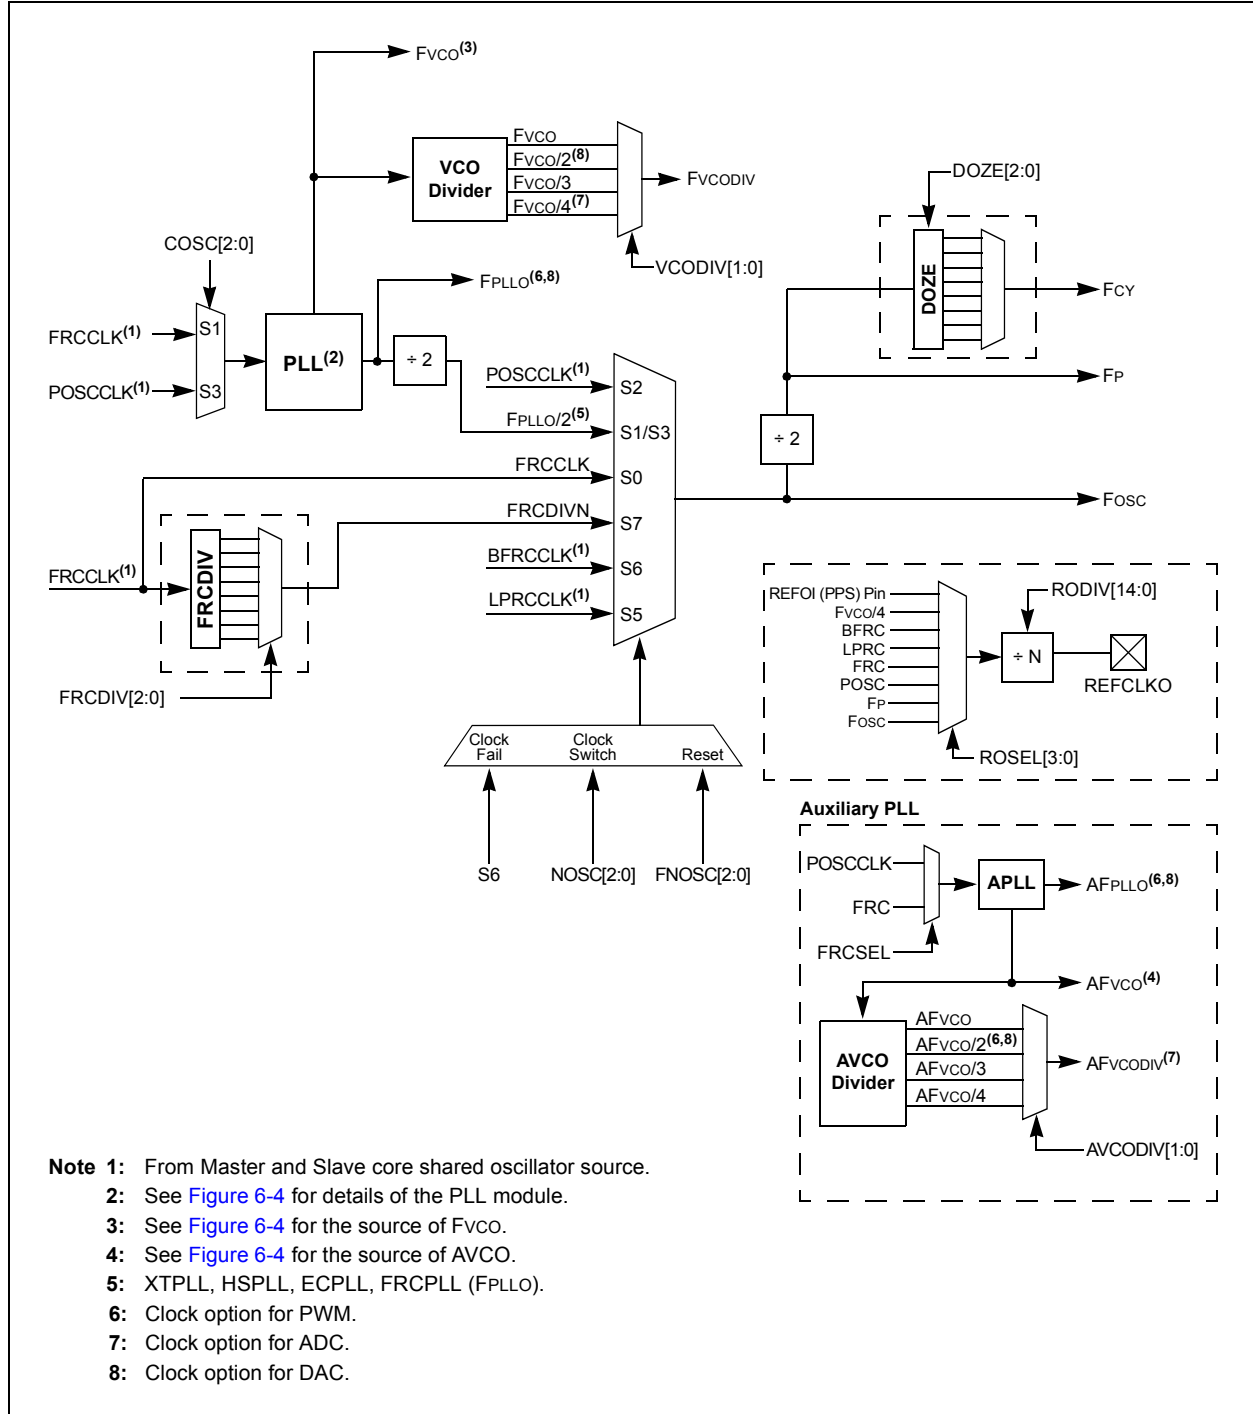 FVCO(3)
VCO Divider
FVCO
FVCO/2(8)
FVCO/3
FVCO/4(7)
FVCODIV
VCODIV[1:0]
DOZE[2:0]
DOZE
FCY
COSC[2:0]
FPLLO(6,8)
FRCCLK(1)
S1
POSCCLK(1)
S3
PLL(2)
÷ 2
POSCCLK(1)
S2
FPLLO/2(5)
S1/S3
FRCCLK
S0
FRCDIVN
S7
BFRCCLK(1)
S6
LPRCCLK(1)
S5
FP
÷ 2
FOSC
FRCCLK(1)
FRCDIV
FRCDIV[2:0]
Clock Fail
Clock Switch
Reset
S6
NOSC[2:0]
FNOSC[2:0]
REFOI (PPS) Pin
FVCO/4
BFRC
LPRC
FRC
POSC
FP
FOSC
RODIV[14:0]
÷ N
REFCLKO
ROSEL[3:0]
Auxiliary PLL
POSCCLK
FRC
FRCSEL
APLL
AFPLLO(6,8)
AFVCO(4)
AVCO Divider
AFVCO
AFVCO/2(6,8)
AFVCO/3
AFVCO/4
AFVCODIV(7)
AVCODIV[1:0]
Note 1: From Master and Slave core shared oscillator source.
2: See Figure 6-4 for details of the PLL module.
3: See Figure 6-4 for the source of FVCO.
4: See Figure 6-4 for the source of AVCO.
5: XTPLL, HSPLL, ECPLL, FRCPLL (FPLLO).
6: Clock option for PWM.
7: Clock option for ADC.
8: Clock option for DAC.